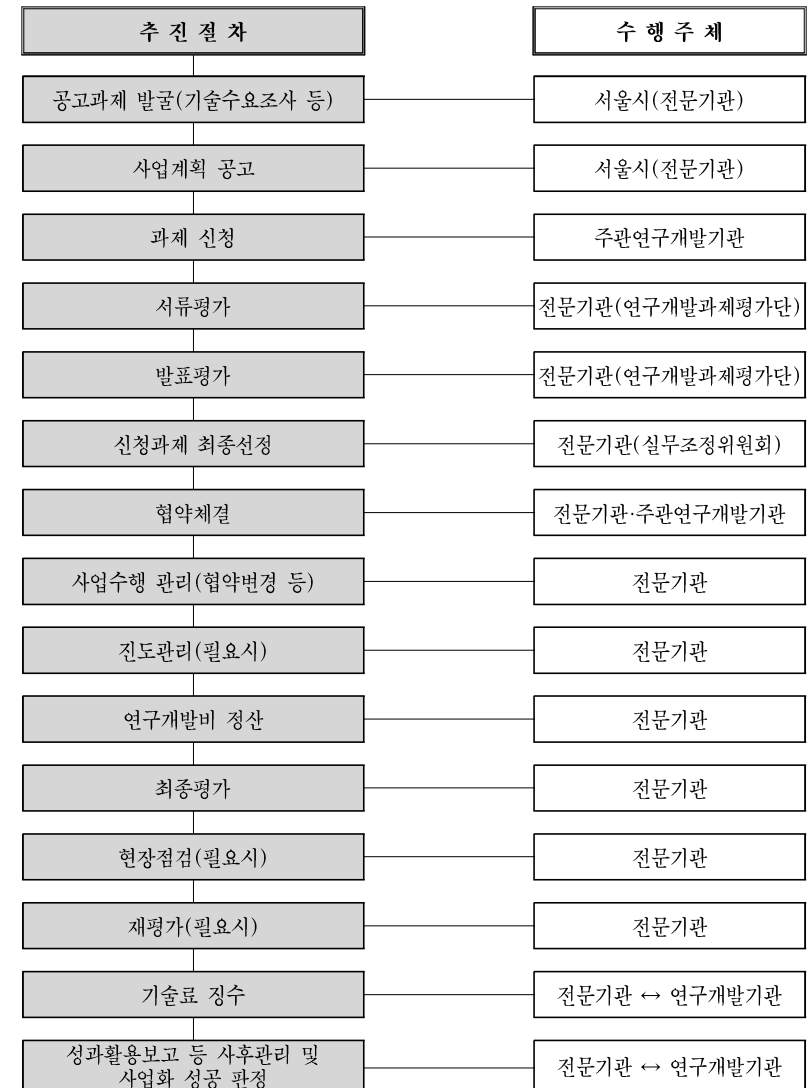 추 진 절 차
수 행 주 체
공고과제 발굴(기술수요조사 등)
서울시(전문기관)
사업계획 공고
서울시(전문기관)
과제 신청
주관연구개발기관
서류평가
전문기관(연구개발과제평가단)
발표평가
전문기관(연구개발과제평가단)
신청과제 최종선정
전문기관(실무조정위원회)
협약체결
전문기관·주관연구개발기관
사업수행 관리(협약변경 등)
전문기관
진도관리(필요시)
전문기관
연구개발비 정산
전문기관
최종평가
전문기관
현장점검(필요시)
전문기관
재평가(필요시)
전문기관
기술료 징수
전문기관 ↔ 연구개발기관
성과활용보고 등 사후관리 및
사업화 성공 판정
전문기관 ↔ 연구개발기관